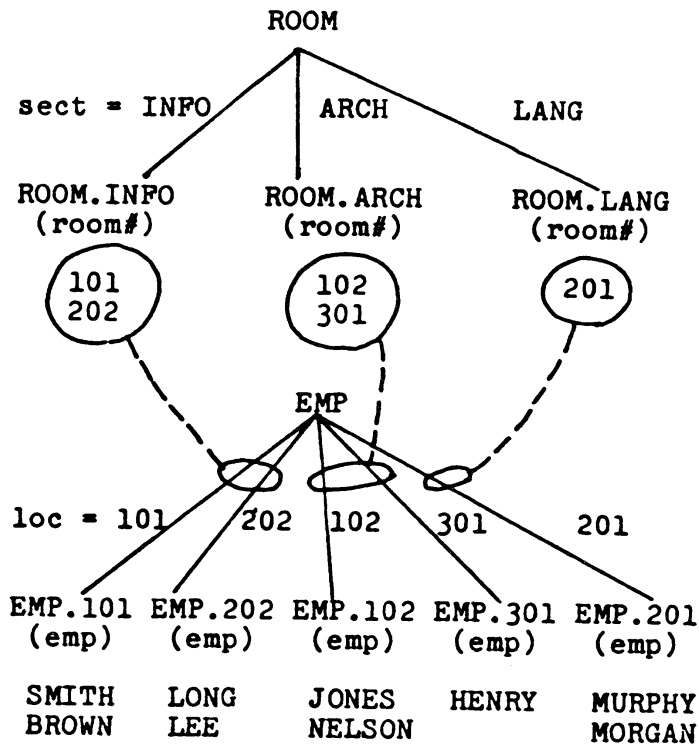 ROOM
sect = INFO ARCH LANG
ROOM.INFO ROOM.ARCH ROOM.LANG
(room#) (room#) (room#)
101 102 201
202 301
EMP
loc = 101 202 102 301 201
EMP.101 EMP.202 EMP.102 EMP.301 EMP.201
(emp) (emp) (emp) (emp) (emp)
SMITH LONG JONES HENRY MURPHY
BROWN LEE NELSON MORGAN